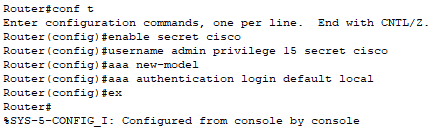 Router#conf t
Enter configuration commands, one per line.  End with CNTL/Z.
Router(config)#enable secret cisco
Router(config)#username admin privilege 15 secret cisco
Router(config)#aaa new-model
Router(config)#aaa authentication login default local
Router(config)#ex
Router#
%SYS-5-CONFIG_I: Configured from console by console